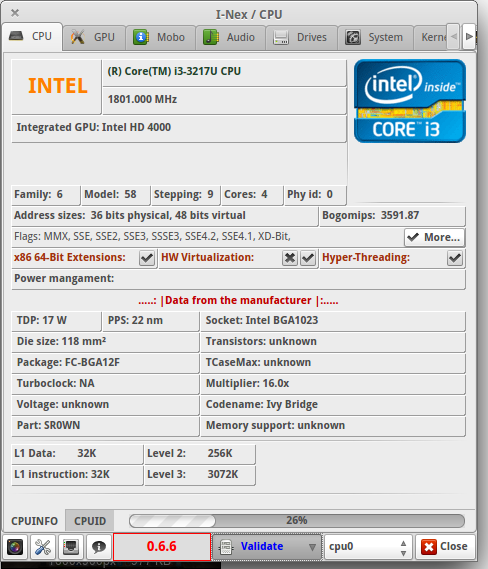 I-Nex / CPU
CPU GPU Mobo Audio Drives System Kerne
INTEL
(R) Core(TM) i3-3217U CPU
1801.000 MHz
Integrated GPU: Intel HD 4000
intel inside™
CORE i3
Family: 6 Model: 58 Stepping: 9 Cores: 4 Phy id: 0
Address sizes: 36 bits physical, 48 bits virtual Bogomips: 3591.87
Flags: MMX, SSE, SSE2, SSE3, SSSE3, SSE4.2, SSE4.1, XD-Bit, More...
x86 64-Bit Extensions: HW Virtualization: Hyper-Threading:
Power mangament:
.....: |Data from the manufacturer |:.....
TDP: 17 W PPS: 22 nm Socket: Intel BGA1023
Die size: 118 mm² Transistors: unknown
Package: FC-BGA12F TCaseMax: unknown
Turboclock: NA Multiplier: 16.0x
Voltage: unknown Codename: Ivy Bridge
Part: SR0WN Memory support: unknown
L1 Data: 32K Level 2: 256K
L1 instruction: 32K Level 3: 3072K
CPUINFO CPUID 26%
0.6.6 Validate cpu0 Close